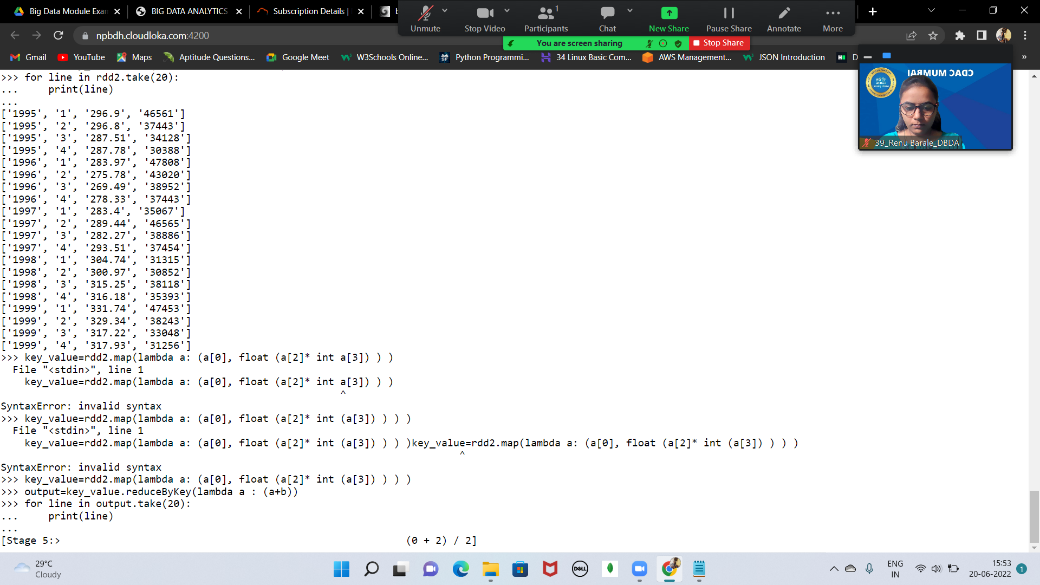 Big Data Module Exam
BIG DATA ANALYTICS
Subscription Details |
Unmute
Stop Video
1
Participants
Chat
New Share
Pause Share
Annotate
More
npbdh.cloudloka.com:4200
You are screen sharing
Stop Share
Gmail
YouTube
Maps
Aptitude Questions...
Google Meet
W3Schools Online...
Python Programmi...
34 Linux Basic Com...
AWS Management...
JSON Introduction
CDAC MUMBAI
39_Renu Barale_DBDA
>>> for line in rdd2.take(20):
...     print(line)
...
['1995', '1', '296.9', '46561']
['1995', '2', '296.8', '37443']
['1995', '3', '287.51', '34128']
['1995', '4', '287.78', '30388']
['1996', '1', '283.97', '47808']
['1996', '2', '275.78', '43020']
['1996', '3', '269.49', '38952']
['1996', '4', '278.33', '37443']
['1997', '1', '283.4', '35067']
['1997', '2', '289.44', '46565']
['1997', '3', '282.27', '38886']
['1997', '4', '293.51', '37454']
['1998', '1', '304.74', '31315']
['1998', '2', '300.97', '30852']
['1998', '3', '315.25', '38118']
['1998', '4', '316.18', '35393']
['1999', '1', '331.74', '47453']
['1999', '2', '329.34', '38243']
['1999', '3', '317.22', '33048']
['1999', '4', '317.93', '31256']
>>> key_value=rdd2.map(lambda a: (a[0], float (a[2]* int a[3]) ) )
  File "<stdin>", line 1
    key_value=rdd2.map(lambda a: (a[0], float (a[2]* int a[3]) ) )
^
SyntaxError: invalid syntax
>>> key_value=rdd2.map(lambda a: (a[0], float (a[2]* int (a[3]) ) ) )
  File "<stdin>", line 1
    key_value=rdd2.map(lambda a: (a[0], float (a[2]* int (a[3]) ) ) )key_value=rdd2.map(lambda a: (a[0], float (a[2]* int (a[3]) ) ) )
^
SyntaxError: invalid syntax
>>> key_value=rdd2.map(lambda a: (a[0], float (a[2]* int (a[3]) ) ) )
>>> output=key_value.reduceByKey(lambda a : (a+b))
>>> for line in output.take(20):
...     print(line)
...
[Stage 5:>                                                          (0 + 2) / 2]
29°C
Cloudy
DELL
ENG
IN
15:53
20-06-2022
1